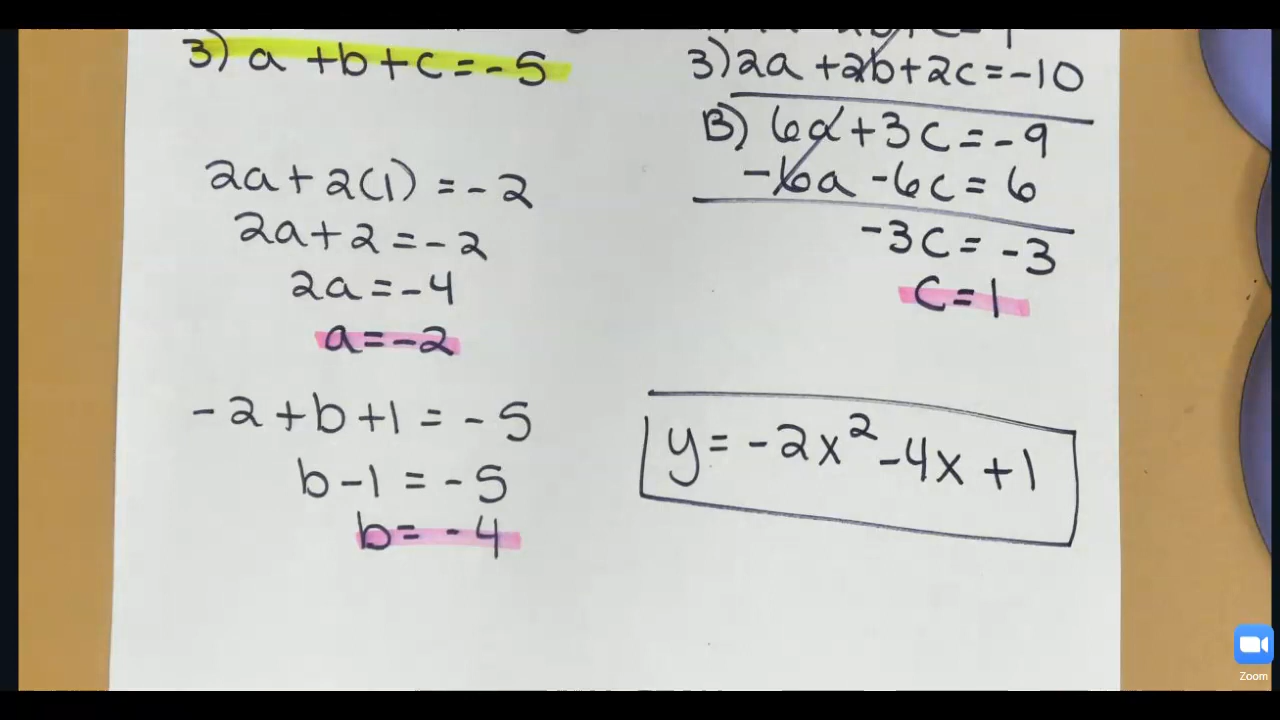 3) a + b + c = -5
2a + 2(1) = -2
2a + 2 = -2
2a = -4
a = -2
-2 + b + 1 = -5
b - 1 = -5
b = -4
3) 2a + 2b + 2c = -10
B) 6a + 3c = -9
-6a - 6c = 6
-3c = -3
c = 1
y = -2x² - 4x + 1
Zoom